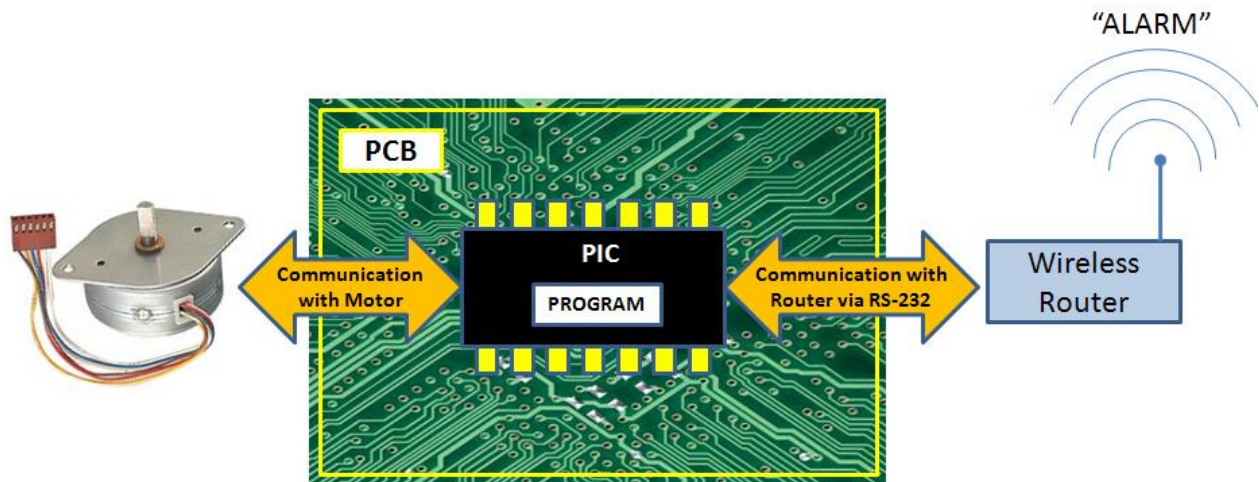 “ALARM”
PCB
PIC
PROGRAM
Communication
with Motor
Communication with
Router via RS-232
Wireless
Router